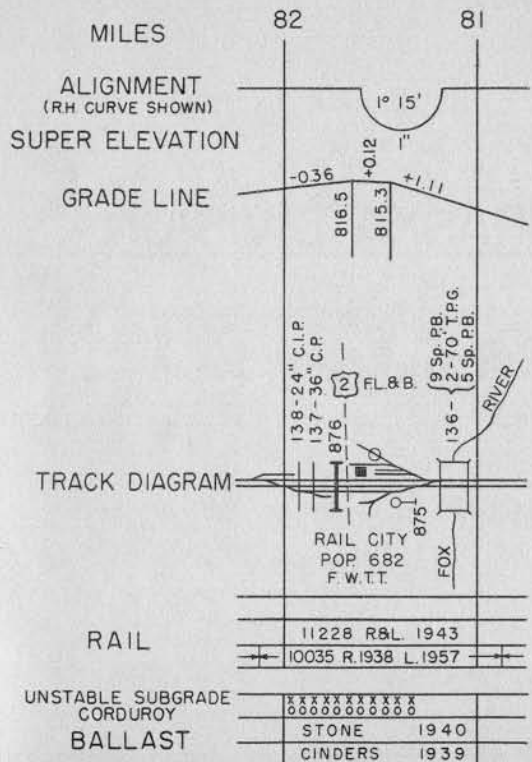 MILES 82 81
ALIGNMENT
(R.H. CURVE SHOWN)
1° 15'
1"
SUPER ELEVATION
GRADE LINE
-0.36
+0.12
+1.11
816.5
815.3
138-24" C.I.P.
137-36" C.P.
876
2 F.L. & B.
136-{
9 Sp. P.B.
2-70' T.P.G.
5 Sp. P.B.
RIVER
TRACK DIAGRAM
875
FOX
RAIL CITY
POP. 682
F. W. T.T.
RAIL
11228 R&L. 1943
10035 R.1938 L.1957
UNSTABLE SUBGRADE
CORDUROY
X X X X X X X X X X X
O O O O O O O O O O O
BALLAST
STONE 1940
CINDERS 1939